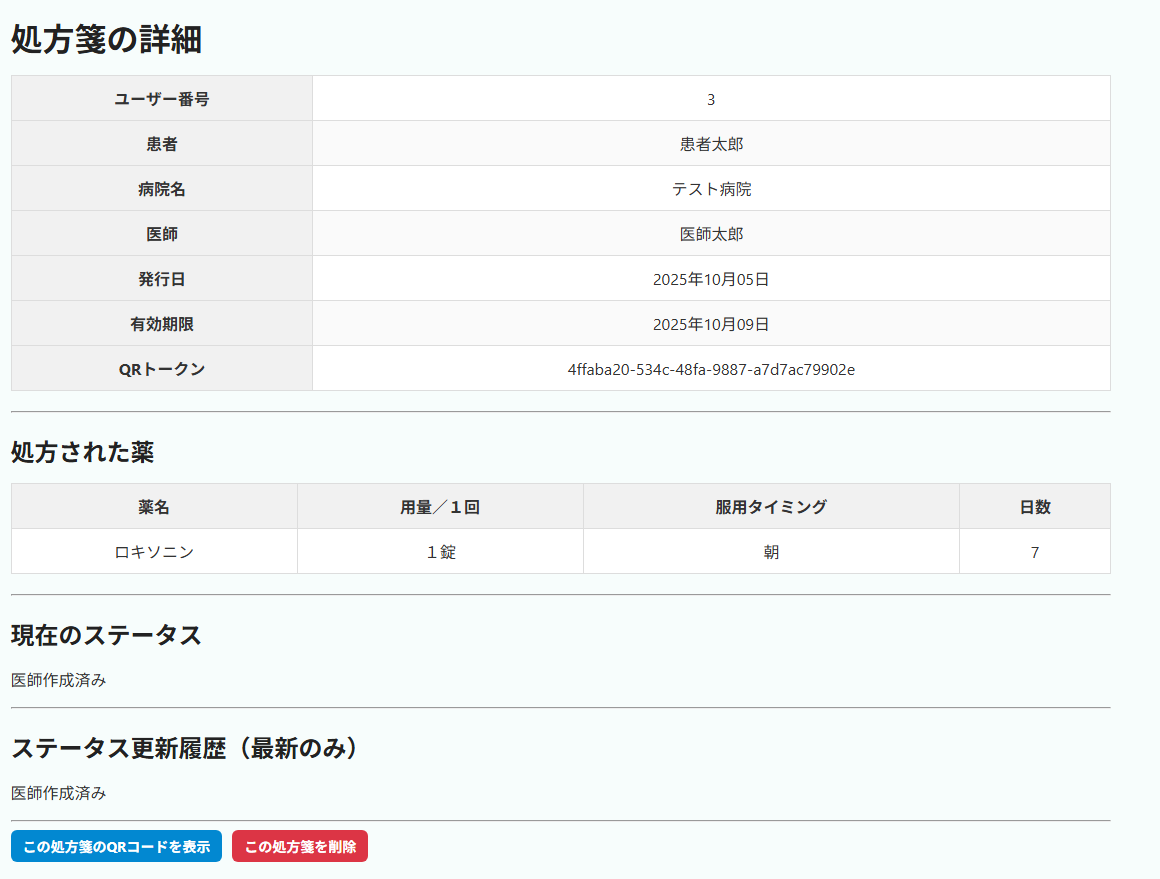 処方箋の詳細
ユーザー番号 3
患者 患者太郎
病院名 テスト病院
医師 医師太郎
発行日 2025年10月05日
有効期限 2025年10月09日
QRトークン 4ffaba20-534c-48fa-9887-a7d7ac79902e
処方された薬
薬名 用量／１回 服用タイミング 日数
ロキソニン １錠 朝 7
現在のステータス
医師作成済み
ステータス更新履歴（最新のみ）
医師作成済み
この処方箋のQRコードを表示 この処方箋を削除